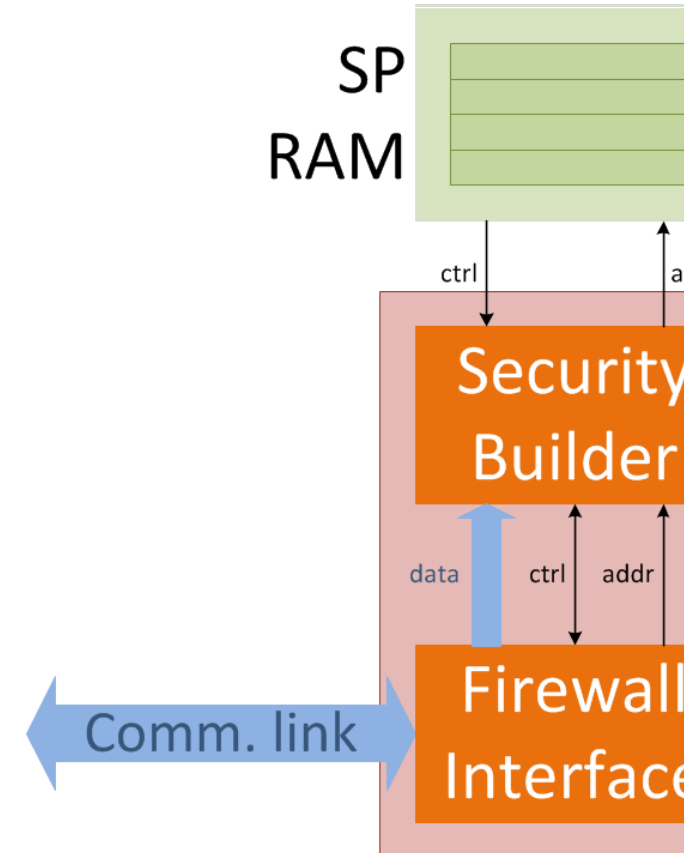 SP
RAM
ctrl
a
Security
Builder
data
ctrl
addr
Firewall
Interface
Comm. link